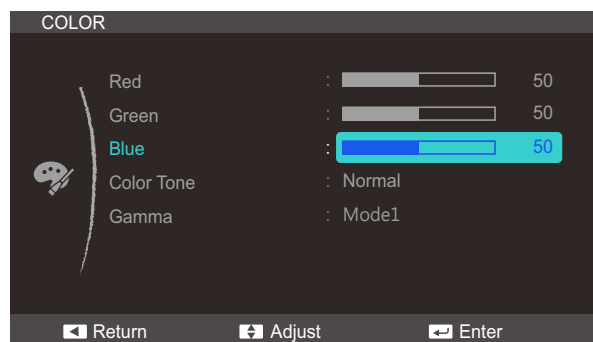 COLOR
Red : 50
Green : 50
Blue : 50
Color Tone : Normal
Gamma : Mode1
Return Adjust Enter